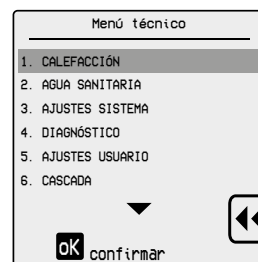 Menú técnico
1. CALEFACCIÓN
2. AGUA SANITARIA
3. AJUSTES SISTEMA
4. DIAGNÓSTICO
5. AJUSTES USUARIO
6. CASCADA
oK confirmar